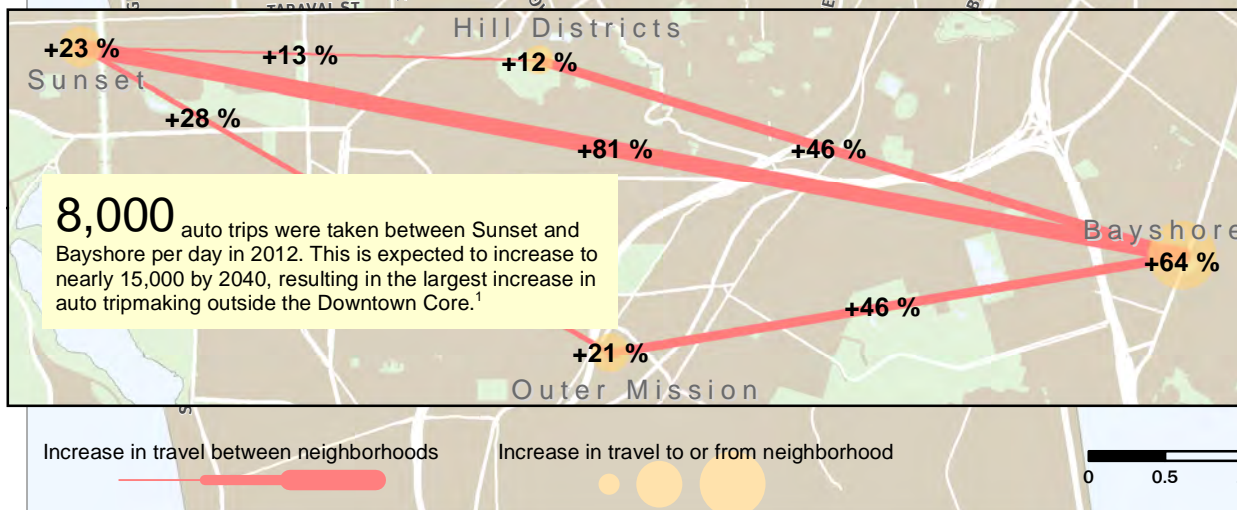 TARAVAL ST
Hill Districts
+23 %
+13 %
+12 %
Sunset
+28 %
+81 %
+46 %
8,000 auto trips were taken between Sunset and
Bayshore per day in 2012. This is expected to increase to
nearly 15,000 by 2040, resulting in the largest increase in
auto tripmaking outside the Downtown Core.1
Bayshore
+64 %
+46 %
+21 %
Outer Mission
Increase in travel between neighborhoods
Increase in travel to or from neighborhood
0
0.5